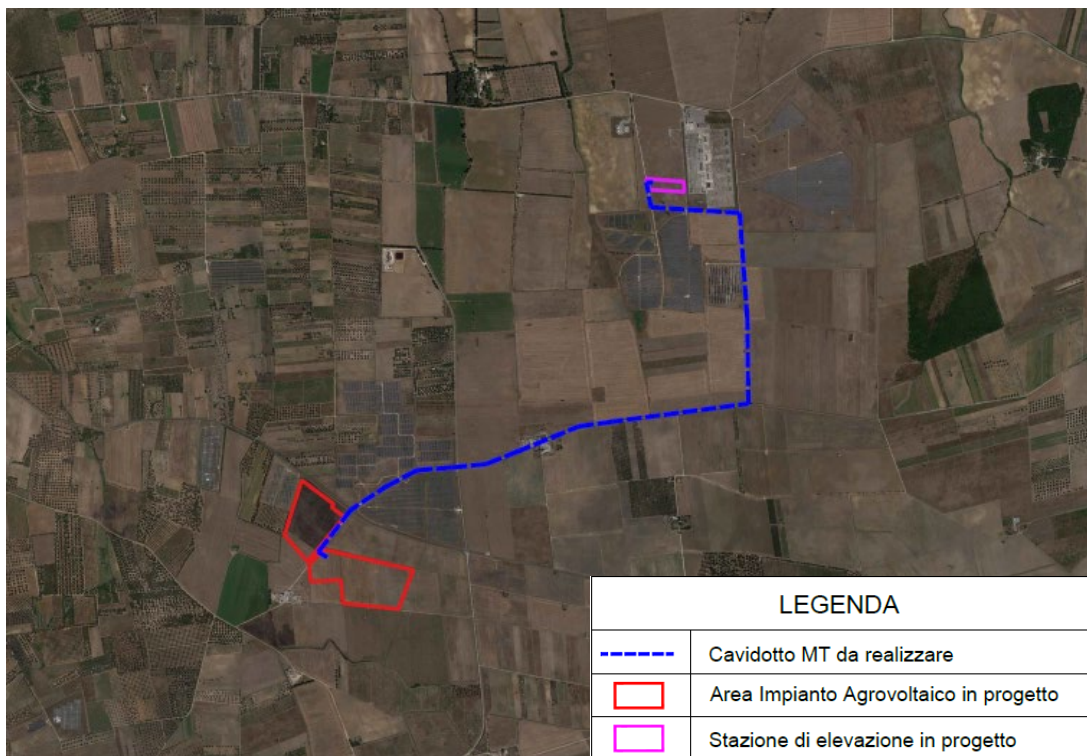 LEGENDA
Cavidotto MT da realizzare
Area Impianto Agrovoltaico in progetto
Stazione di elevazione in progetto